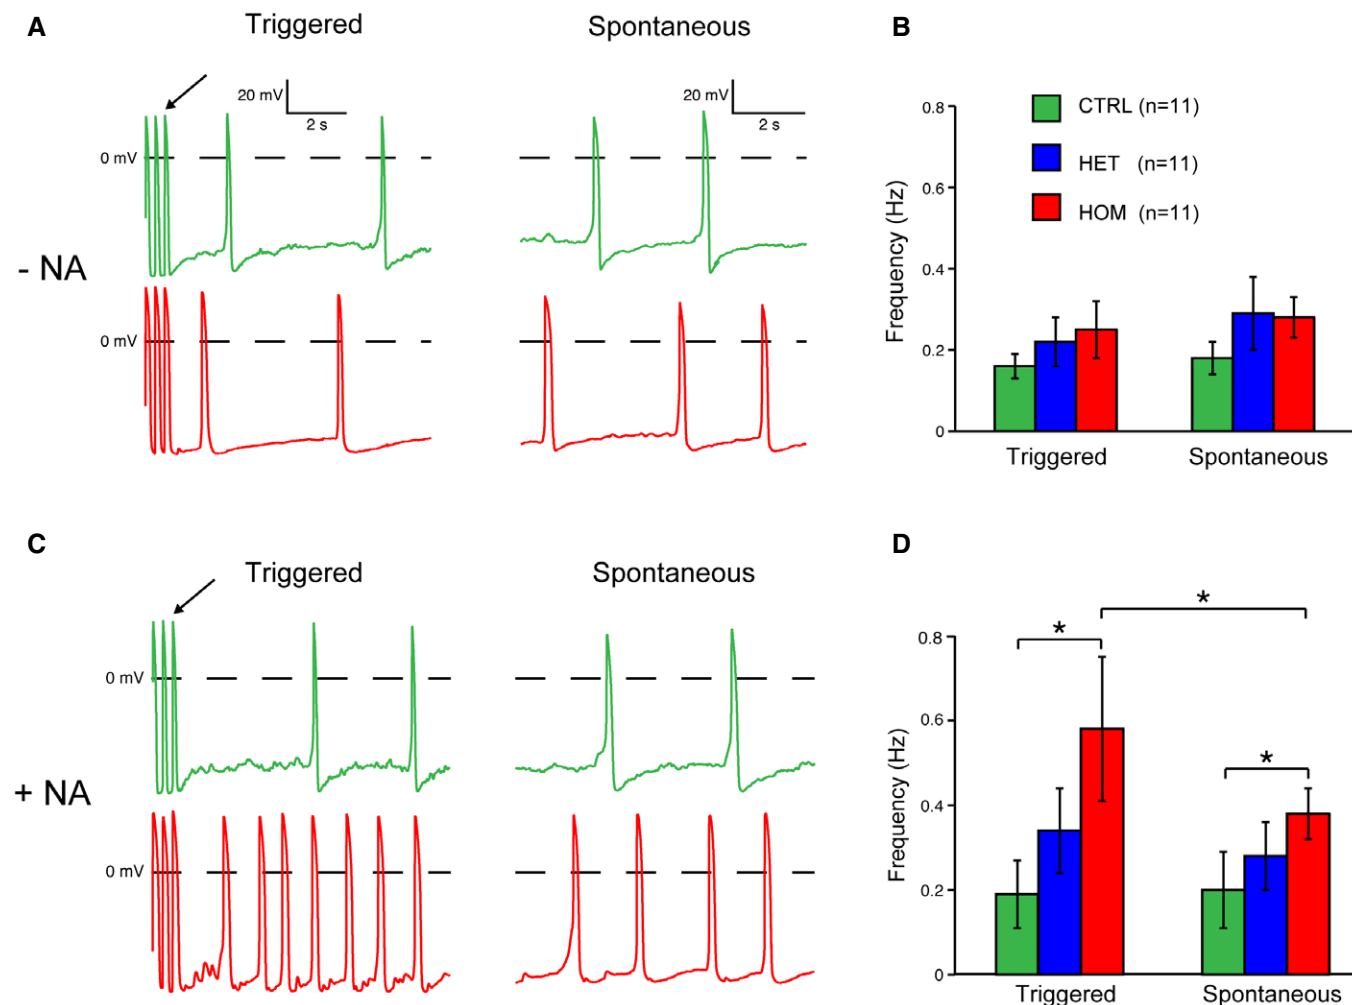 A
Triggered
Spontaneous
20 mV
2 s
20 mV
2 s
0 mV
- NA
0 mV
B
0.8
0.6
0.4
0.2
0
Frequency (Hz)
CTRL (n=11)
HET (n=11)
HOM (n=11)
Triggered
Spontaneous
C
Triggered
Spontaneous
0 mV
+ NA
0 mV
D
*
*
*
0.8
0.6
0.4
0.2
0
Frequency (Hz)
Triggered
Spontaneous